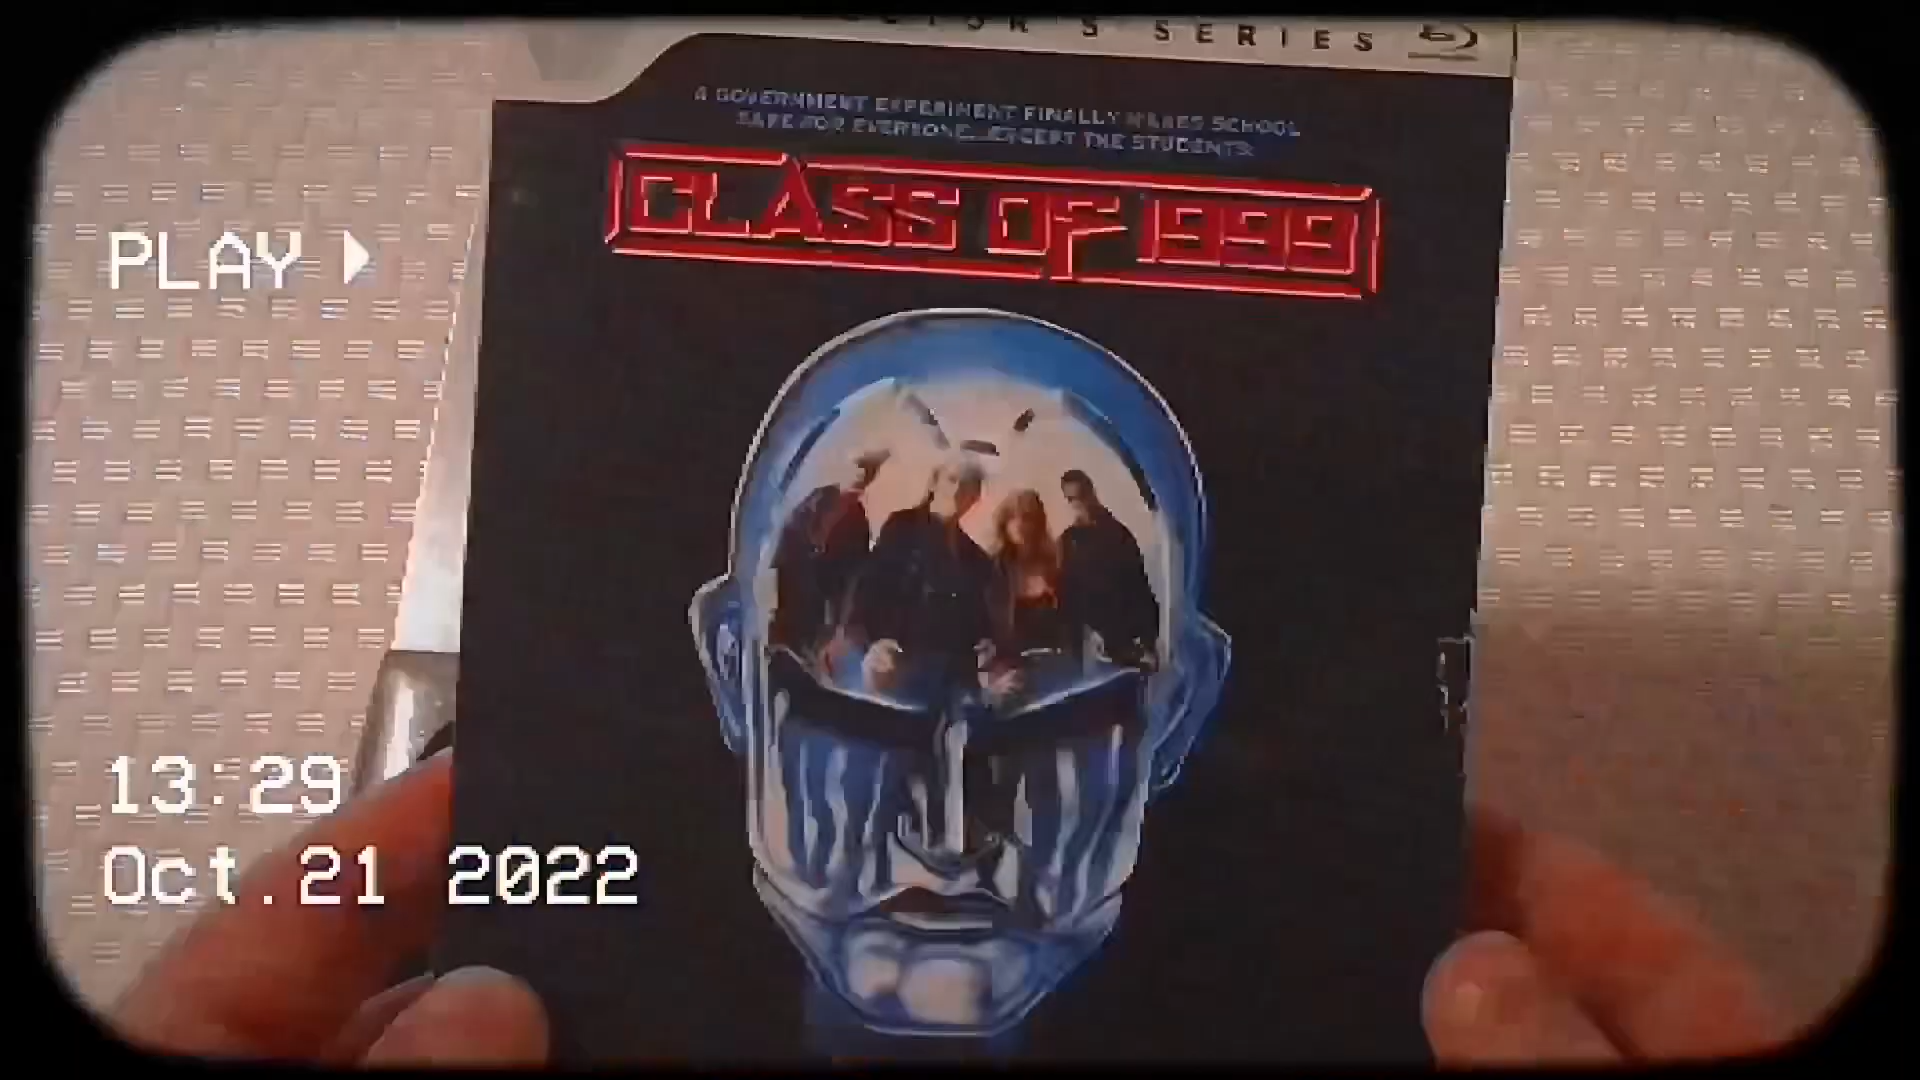 CTOR'S SERIES
A GOVERNMENT EXPERIMENT FINALLY MAKES SCHOOL
SAFE FOR EVERYONE...EXCEPT THE STUDENTS.
CLASS OF 1999
PLAY
13:29
Oct.21 2022